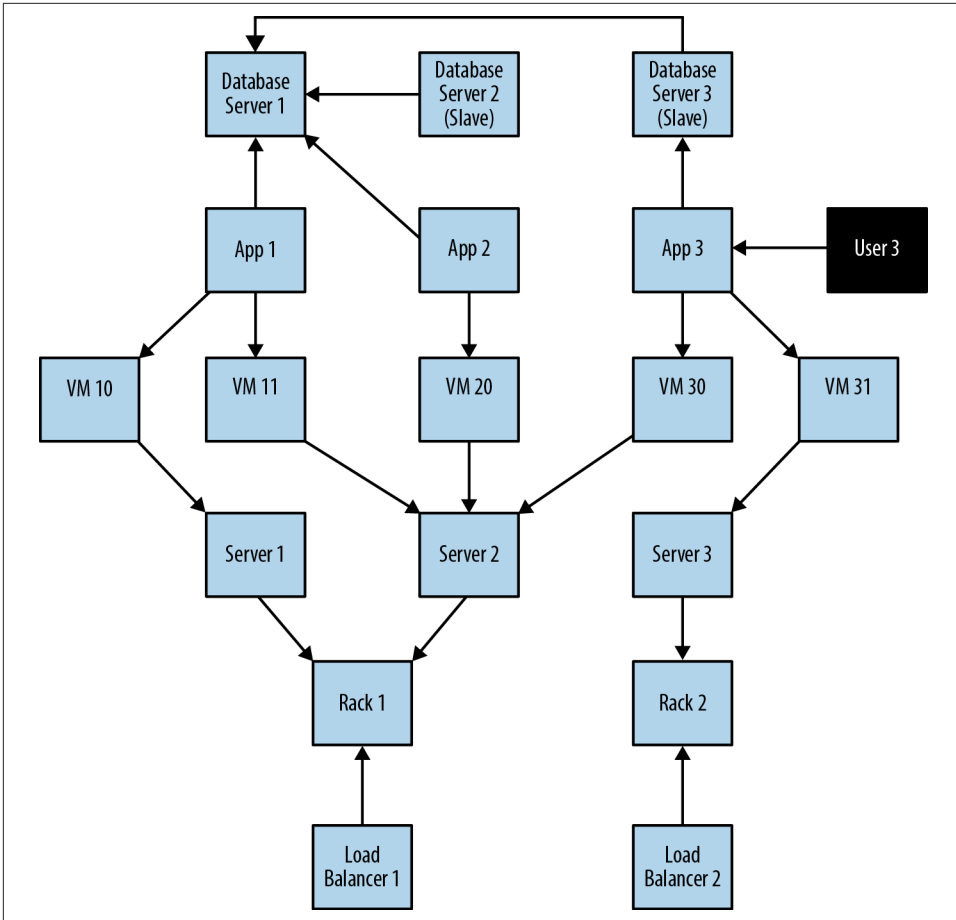 Database
Server 1
Database
Server 2
(Slave)
Database
Server 3
(Slave)
App 1
App 2
App 3
User 3
VM 10
VM 11
VM 20
VM 30
VM 31
Server 1
Server 2
Server 3
Rack 1
Rack 2
Load
Balancer 1
Load
Balancer 2